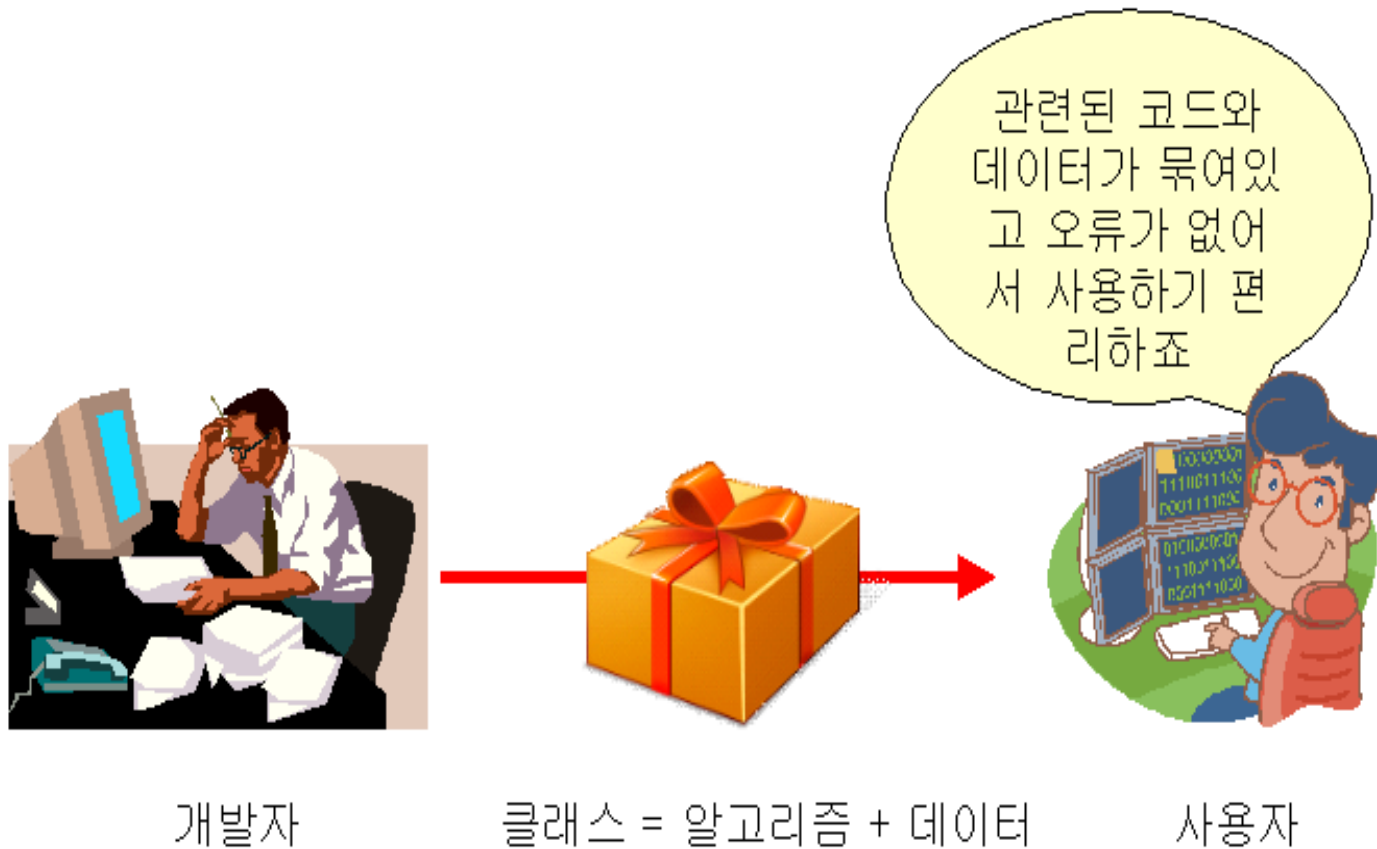 관련된 코드와
데이터가 묶여있
고 오류가 없어
서 사용하기 편
리하죠
개발자
클래스 = 알고리즘 + 데이터
사용자